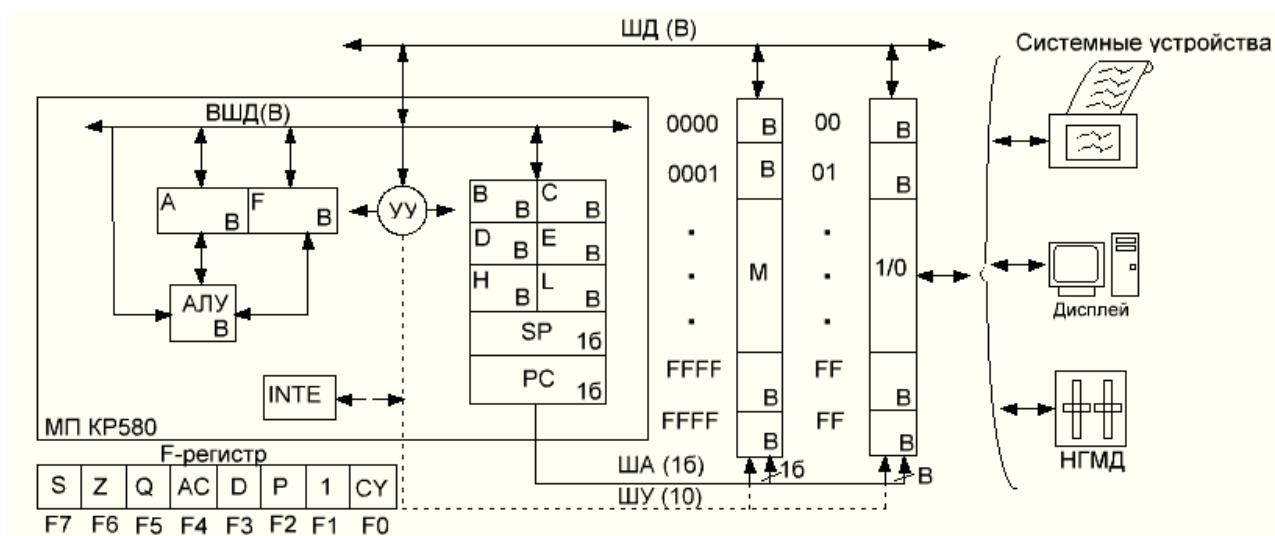 ШД (В)
Системные устройства
ВШД(В)
0000 В 00 В
0001 В 01 В
A В F В
УУ
B В C В
D В E В
H В L В
АЛУ В
М
1/0
SP 16
Дисплей
PC 16
INTE
FFFF В FF В
FFFF В FF В
МП КР580
НГМД
F-регистр
ША (16) 16 В
ШУ (10)
S Z Q AC D P 1 CY
F7 F6 F5 F4 F3 F2 F1 F0